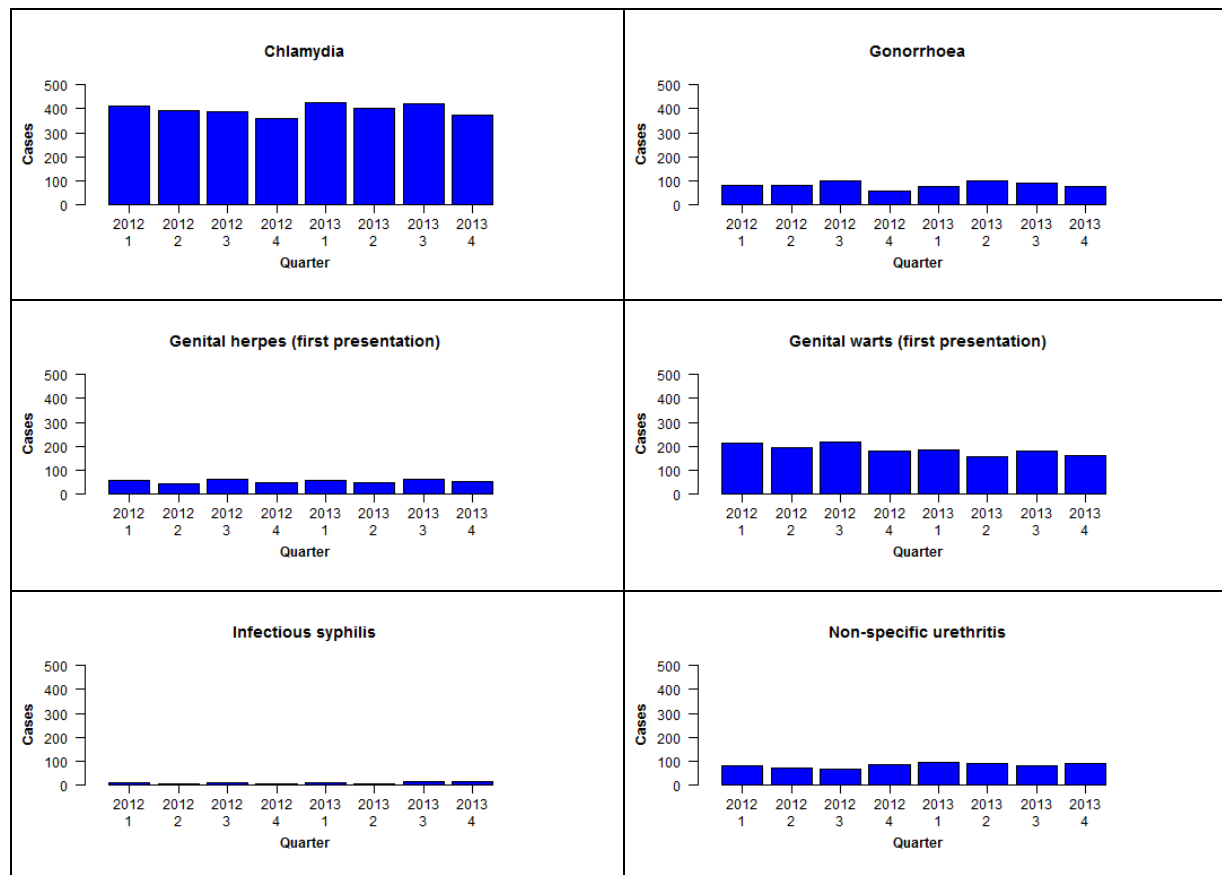 Chlamydia
500
400
300
200
100
0
Cases
2012 2012 2012 2012 2013 2013 2013 2013
1 2 3 4 1 2 3 4
Quarter
Gonorrhoea
500
400
300
200
100
0
Cases
2012 2012 2012 2012 2013 2013 2013 2013
1 2 3 4 1 2 3 4
Quarter
Genital herpes (first presentation)
500
400
300
200
100
0
Cases
2012 2012 2012 2012 2013 2013 2013 2013
1 2 3 4 1 2 3 4
Quarter
Genital warts (first presentation)
500
400
300
200
100
0
Cases
2012 2012 2012 2012 2013 2013 2013 2013
1 2 3 4 1 2 3 4
Quarter
Infectious syphilis
500
400
300
200
100
0
Cases
2012 2012 2012 2012 2013 2013 2013 2013
1 2 3 4 1 2 3 4
Quarter
Non-specific urethritis
500
400
300
200
100
0
Cases
2012 2012 2012 2012 2013 2013 2013 2013
1 2 3 4 1 2 3 4
Quarter